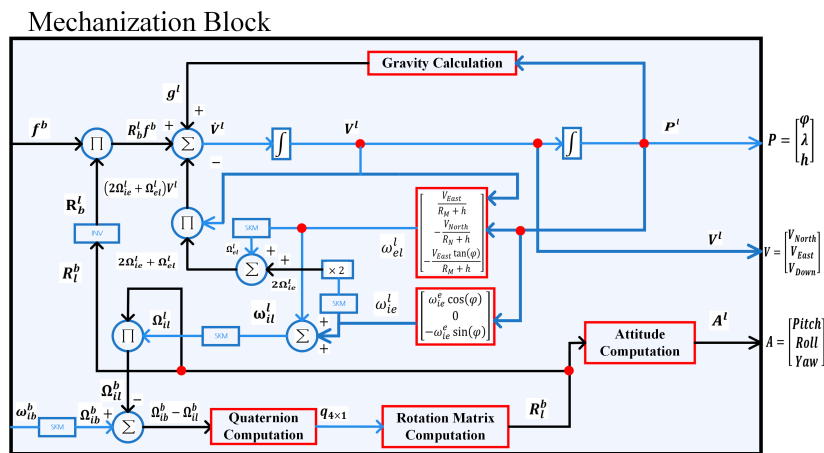 Mechanization Block
Gravity Calculation
g^l
+
f^b
∏
R_b^l f^b
+
∑
V̇^l
∫
V^l
∫
P^l
P = [φ
λ
h]
−
(2Ω_ie^l + Ω_el^l)V^l
R_b^l
INV
∏
SKM
Ω_el^l
ω_el^l
V_East / R_M + h
−V_North / R_N + h
−V_East tan(φ) / R_M + h
V^l
V = [V_North
V_East
V_Down]
R_l^b
2Ω_ie^l + Ω_el^l
∑
+
+
2Ω_ie^l
× 2
SKM
ω_ie^l
ω_ie^e cos(φ)
0
−ω_ie^e sin(φ)
∏
Ω_il^l
SKM
ω_il^l
∑
+
+
Attitude
Computation
A^l
A = [Pitch
Roll
Yaw]
Ω_il^b
−
ω_ib^b
SKM
Ω_ib^b
+
∑
Ω_ib^b − Ω_il^b
Quaternion
Computation
q_4×1
Rotation Matrix
Computation
R_l^b